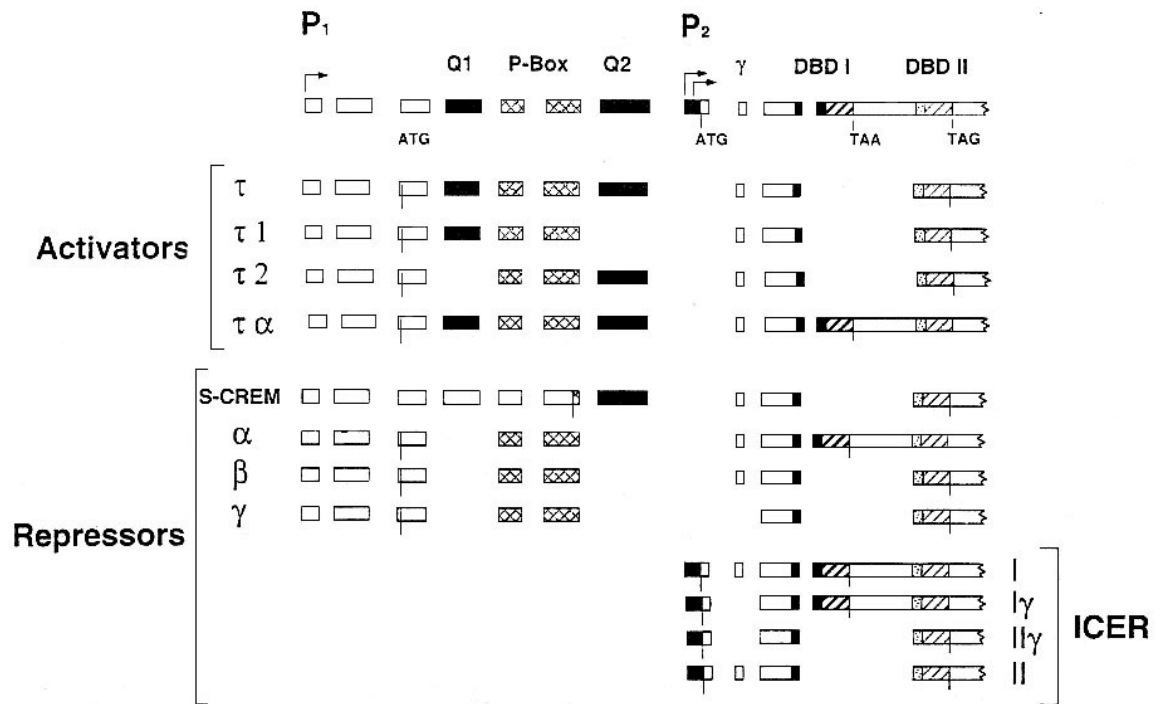 P₁ P₂
Q1 P-Box Q2 γ DBD I DBD II
ATG ATG TAA TAG
τ
τ 1
Activators
τ 2
τ α
S-CREM
α
β
γ
Repressors
I
Iγ
ICER
IIγ
II